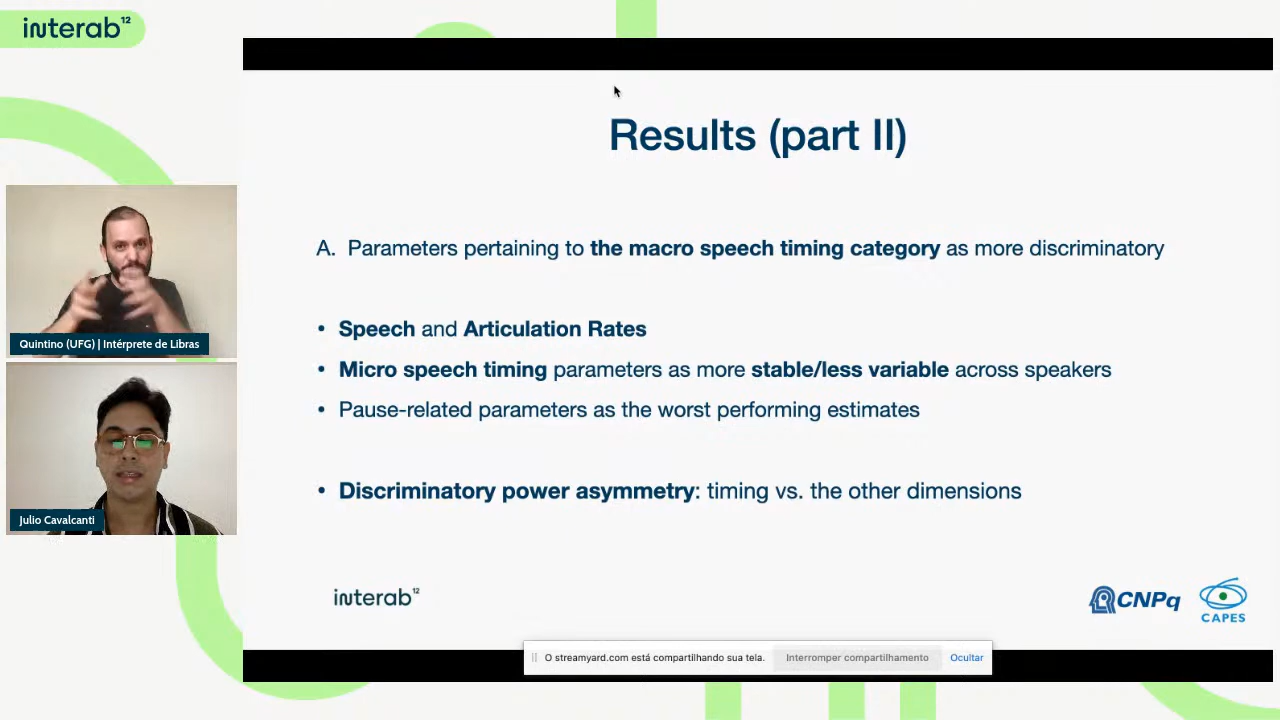 interab¹²
Results (part II)
A. Parameters pertaining to the macro speech timing category as more discriminatory
• Speech and Articulation Rates
• Micro speech timing parameters as more stable/less variable across speakers
• Pause-related parameters as the worst performing estimates
• Discriminatory power asymmetry: timing vs. the other dimensions
Quintino (UFG) | Intérprete de Libras
Julio Cavalcanti
interab¹²
CNPq
CAPES
O streamyard.com está compartilhando sua tela. Interromper compartilhamento Ocultar